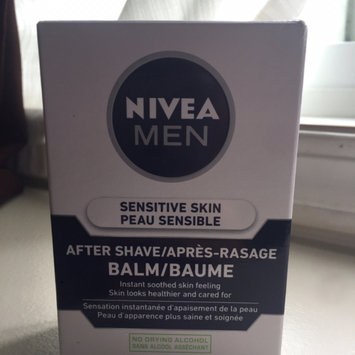 NIVEA
MEN
SENSITIVE SKIN
PEAU SENSIBLE
AFTER SHAVE/APRÈS-RASAGE
BALM/BAUME
Instant soothed skin feeling
Skin looks healthier and cared for
Sensation instantanée d'apaisement de la peau
Peau d'apparence plus saine et soignée
NO DRYING ALCOHOL
SANS ALCOOL ASSÉCHANT